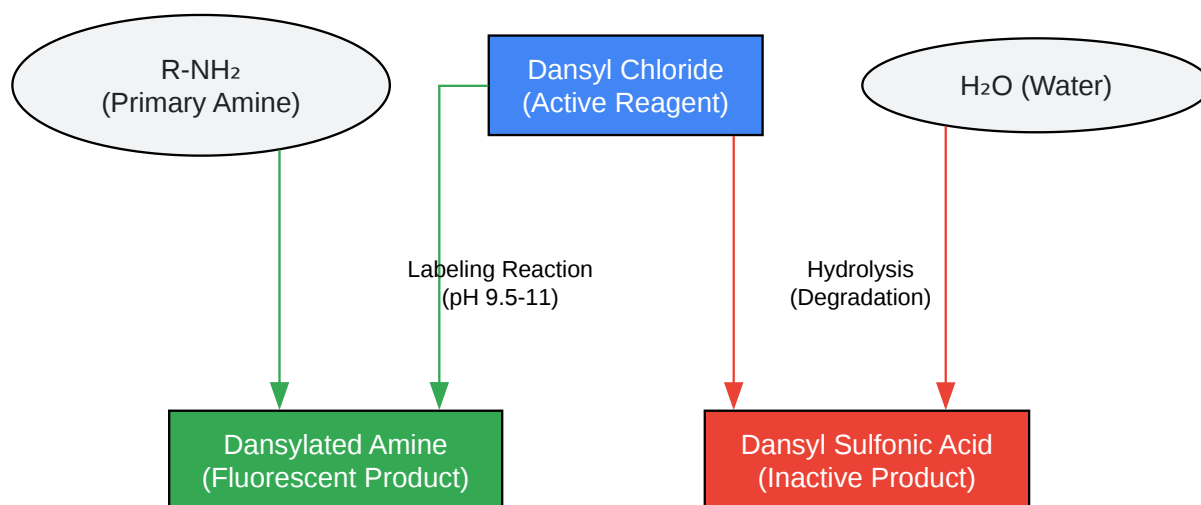 R-NH₂
(Primary Amine)
Dansyl Chloride
(Active Reagent)
H₂O (Water)
Labeling Reaction
(pH 9.5-11)
Hydrolysis
(Degradation)
Dansylated Amine
(Fluorescent Product)
Dansyl Sulfonic Acid
(Inactive Product)